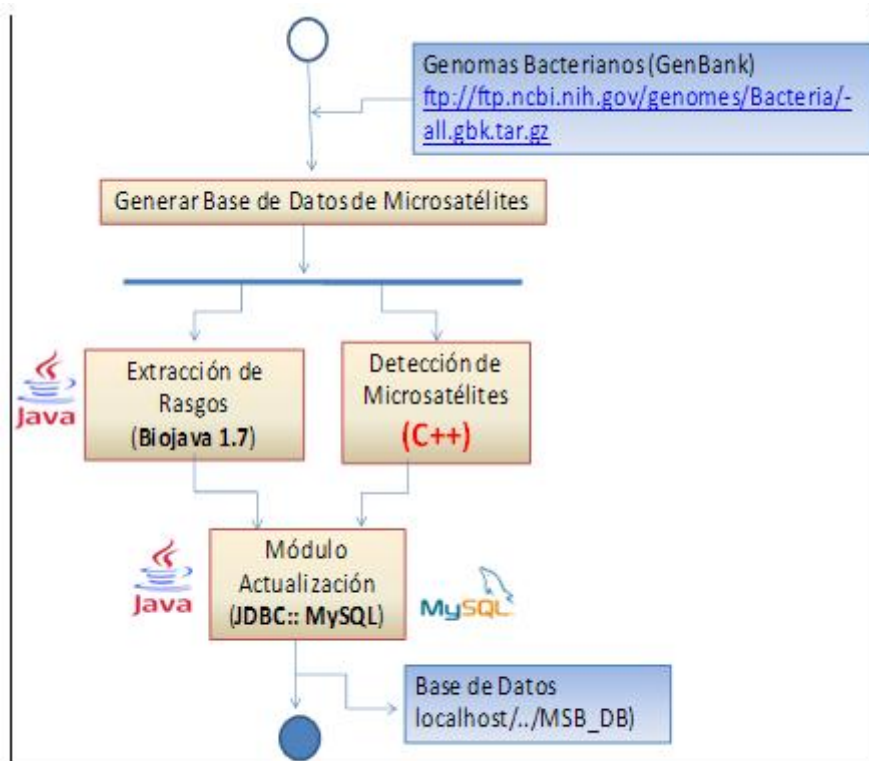 Genomas Bacterianos (GenBank)
ftp://ftp.ncbi.nih.gov/genomes/Bacteria/-
all.gbk.tar.gz
Generar Base de Datos de Microsatélites
Extracción de
Rasgos
(Biojava 1.7)
Java
Detección de
Microsatélites
(C++)
Módulo
Actualización
(JDBC:: MySQL)
Java
MySQL
Base de Datos
localhost/../MSB_DB)